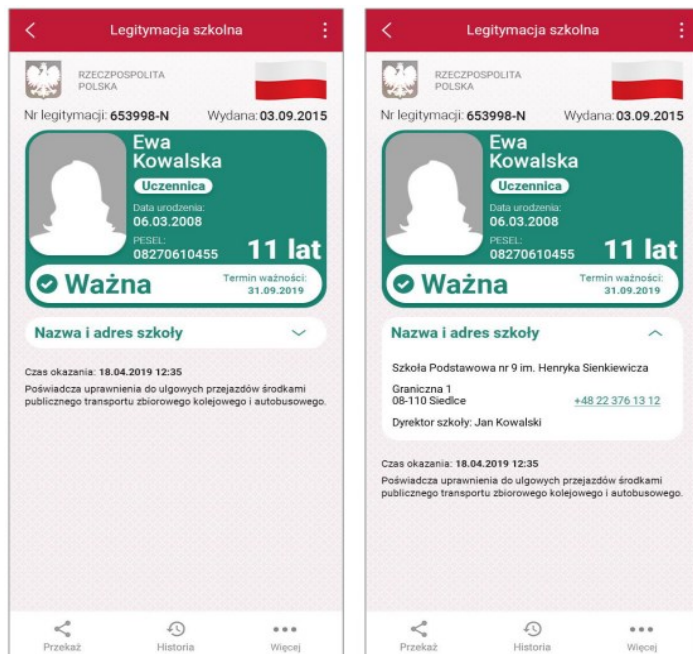 Legitymacja szkolna
RZECZPOSPOLITA
POLSKA
Nr legitymacji: 653998-N Wydana: 03.09.2015
Ewa
Kowalska
Uczennica
Data urodzenia:
06.03.2008
PESEL:
08270610455 11 lat
Ważna Termin ważności:
31.09.2019
Nazwa i adres szkoły
Czas okazania: 18.04.2019 12:35
Poświadcza uprawnienia do ulgowych przejazdów środkami
publicznego transportu zbiorowego kolejowego i autobusowego.
Przekaż Historia Więcej
Legitymacja szkolna
RZECZPOSPOLITA
POLSKA
Nr legitymacji: 653998-N Wydana: 03.09.2015
Ewa
Kowalska
Uczennica
Data urodzenia:
06.03.2008
PESEL:
08270610455 11 lat
Ważna Termin ważności:
31.09.2019
Nazwa i adres szkoły
Szkoła Podstawowa nr 9 im. Henryka Sienkiewicza
Graniczna 1
08-110 Siedlce +48 22 376 13 12
Dyrektor szkoły: Jan Kowalski
Czas okazania: 18.04.2019 12:35
Poświadcza uprawnienia do ulgowych przejazdów środkami
publicznego transportu zbiorowego kolejowego i autobusowego.
Przekaż Historia Więcej